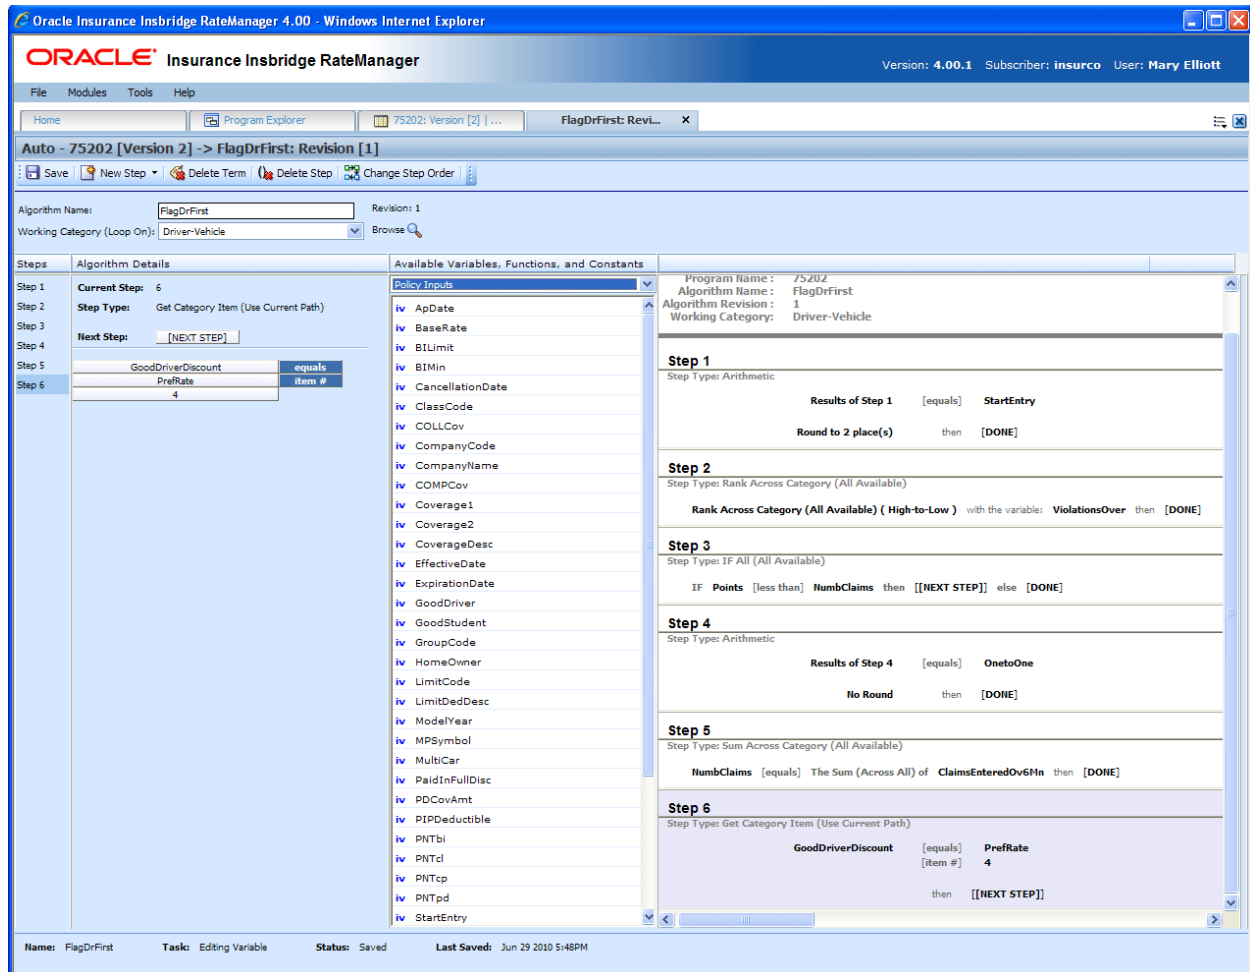 Oracle Insurance Insbridge RateManager 4.00 - Windows Internet Explorer
ORACLE Insurance Insbridge RateManager
Version: 4.00.1 Subscriber: insurco User: Mary Elliott
File Modules Tools Help
Home Program Explorer 75202: Version [2] | ... FlagDrFirst: Revi... x
Auto - 75202 [Version 2] -> FlagDrFirst: Revision [1]
Save New Step Delete Term Delete Step Change Step Order
Algorithm Name: FlagDrFirst Revision: 1
Working Category (Loop On): Driver-Vehicle Browse
Steps
Step 1
Step 2
Step 3
Step 4
Step 5
Step 6
Algorithm Details
Current Step: 6
Step Type: Get Category Item (Use Current Path)
Next Step: [NEXT STEP]
GoodDriverDiscount equals
PrefRate item #
4
Available Variables, Functions, and Constants
Policy Inputs
iv ApDate
iv BaseRate
iv BILimit
iv BIMin
iv CancellationDate
iv ClassCode
iv COLLCov
iv CompanyCode
iv CompanyName
iv COMPCov
iv Coverage1
iv Coverage2
iv CoverageDesc
iv EffectiveDate
iv ExpirationDate
iv GoodDriver
iv GoodStudent
iv GroupCode
iv HomeOwner
iv LimitCode
iv LimitDedDesc
iv ModelYear
iv MPSymbol
iv MultiCar
iv PaidInFullDisc
iv PDCovAmt
iv PIPDeductible
iv PNTbi
iv PNTcl
iv PNTcp
iv PNTpd
iv StartEntry
Program Name : 75202
Algorithm Name : FlagDrFirst
Algorithm Revision : 1
Working Category: Driver-Vehicle
Step 1
Step Type: Arithmetic
Results of Step 1 [equals] StartEntry
Round to 2 place(s) then [DONE]
Step 2
Step Type: Rank Across Category (All Available)
Rank Across Category (All Available) ( High-to-Low ) with the variable: ViolationsOver then [DONE]
Step 3
Step Type: IF All (All Available)
IF Points [less than] NumbClaims then [[NEXT STEP]] else [DONE]
Step 4
Step Type: Arithmetic
Results of Step 4 [equals] OnetoOne
No Round then [DONE]
Step 5
Step Type: Sum Across Category (All Available)
NumbClaims [equals] The Sum (Across All) of ClaimsEnteredOv6Mn then [DONE]
Step 6
Step Type: Get Category Item (Use Current Path)
GoodDriverDiscount [equals] PrefRate
[item #] 4
then [[NEXT STEP]]
Name: FlagDrFirst Task: Editing Variable Status: Saved Last Saved: Jun 29 2010 5:48PM